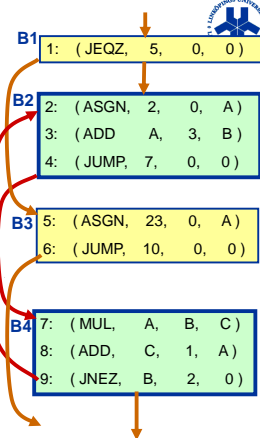 LINKÖPINGS UNIVER
B1
1: ( JEQZ, 5, 0, 0 )
B2
2: ( ASGN, 2, 0, A )
3: ( ADD A, 3, B )
4: ( JUMP, 7, 0, 0 )
B3
5: ( ASGN, 23, 0, A )
6: ( JUMP, 10, 0, 0 )
B4
7: ( MUL, A, B, C )
8: ( ADD, C, 1, A )
9: ( JNEZ, B, 2, 0 )